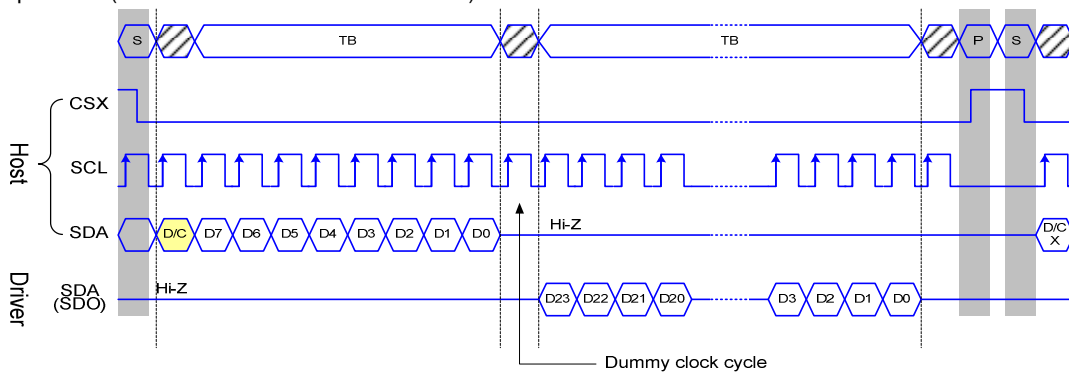 S TB TB P S
CSX
Host
SCL
SDA D/C D7 D6 D5 D4 D3 D2 D1 D0 Hi-Z D/C X
Driver
SDA (SDO) Hi-Z D23 D22 D21 D20 D3 D2 D1 D0
Dummy clock cycle